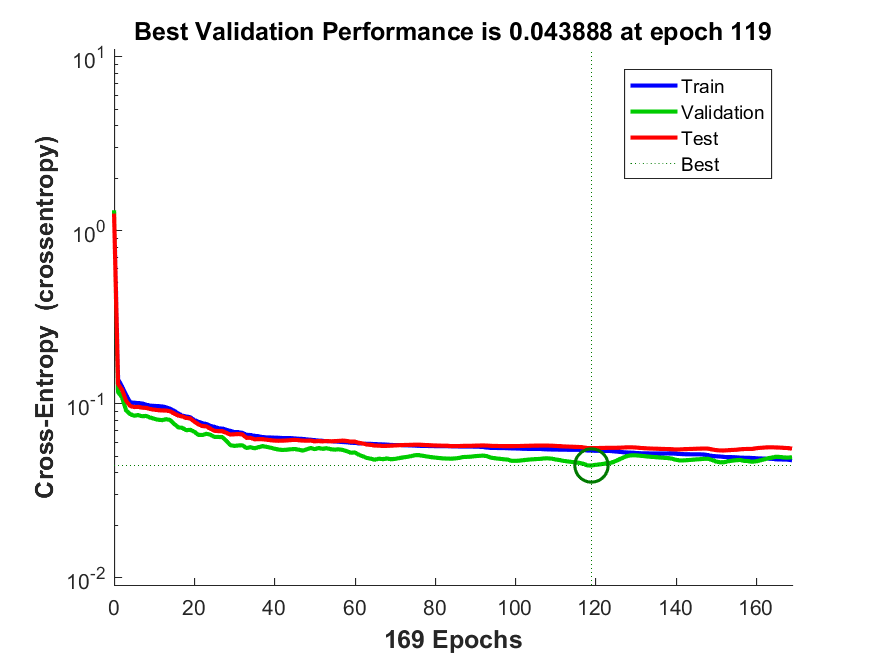 Best Validation Performance is 0.043888 at epoch 119
Cross-Entropy (crossentropy)
10^1
10^0
10^-1
10^-2
Train
Validation
Test
Best
0 20 40 60 80 100 120 140 160
169 Epochs